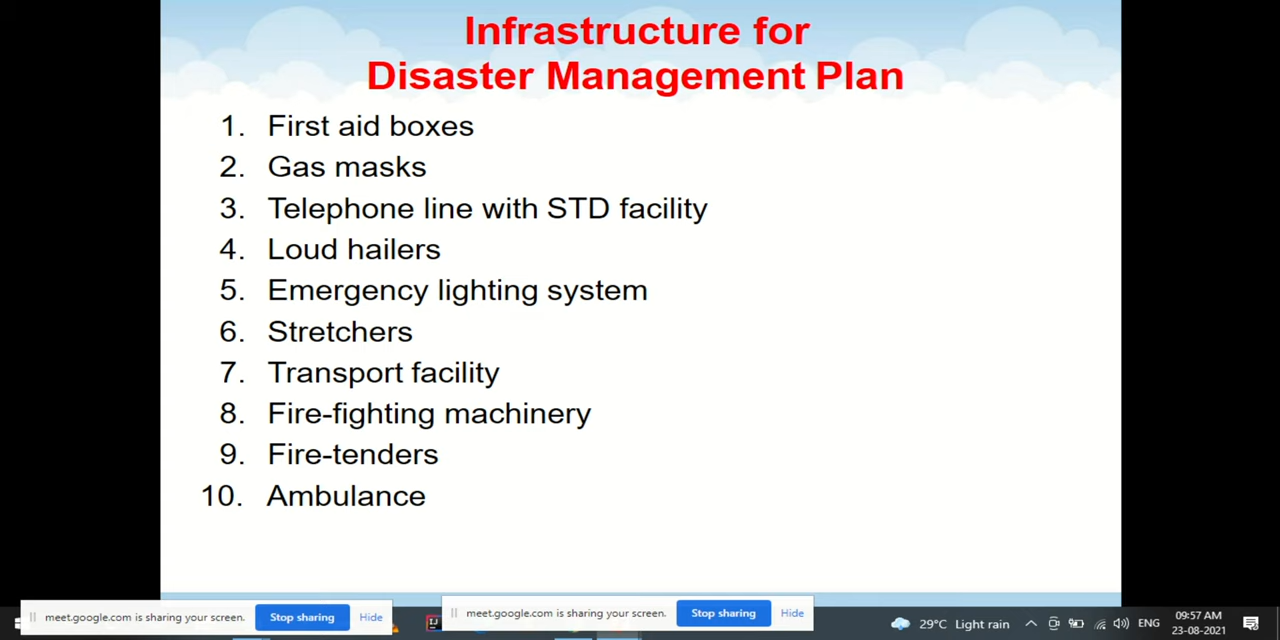 Infrastructure for
Disaster Management Plan
1. First aid boxes
2. Gas masks
3. Telephone line with STD facility
4. Loud hailers
5. Emergency lighting system
6. Stretchers
7. Transport facility
8. Fire-fighting machinery
9. Fire-tenders
10. Ambulance
meet.google.com is sharing your screen. Stop sharing Hide
meet.google.com is sharing your screen. Stop sharing Hide
IJ
29°C Light rain ENG 09:57 AM
23-08-2021